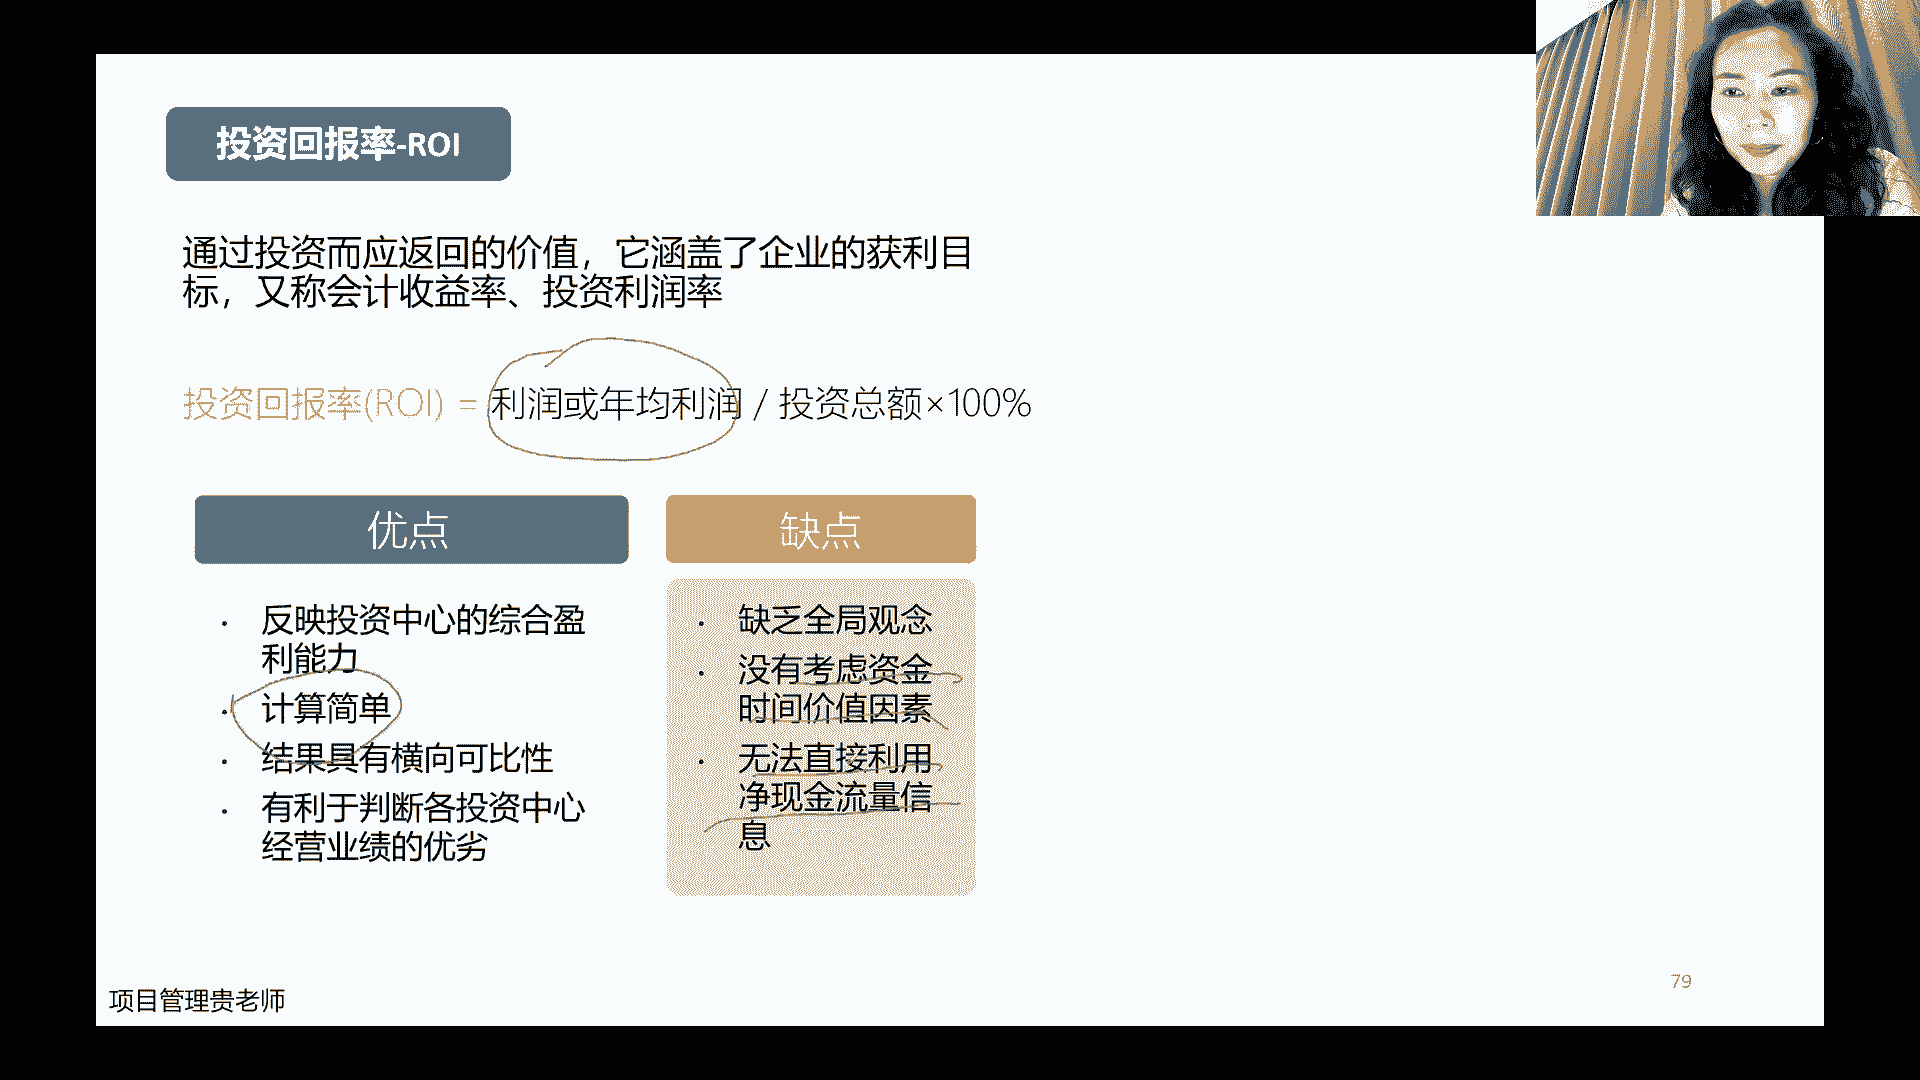 投资回报率-ROI
通过投资而应返回的价值，它涵盖了企业的获利目
标，又称会计收益率、投资利润率
投资回报率(ROI) = 利润或年均利润 / 投资总额×100%
优点
· 反映投资中心的综合盈
利能力
· 计算简单
· 结果具有横向可比性
· 有利于判断各投资中心
经营业绩的优劣
缺点
· 缺乏全局观念
· 没有考虑资金
时间价值因素
· 无法直接利用
净现金流量信
息
79
项目管理贵老师